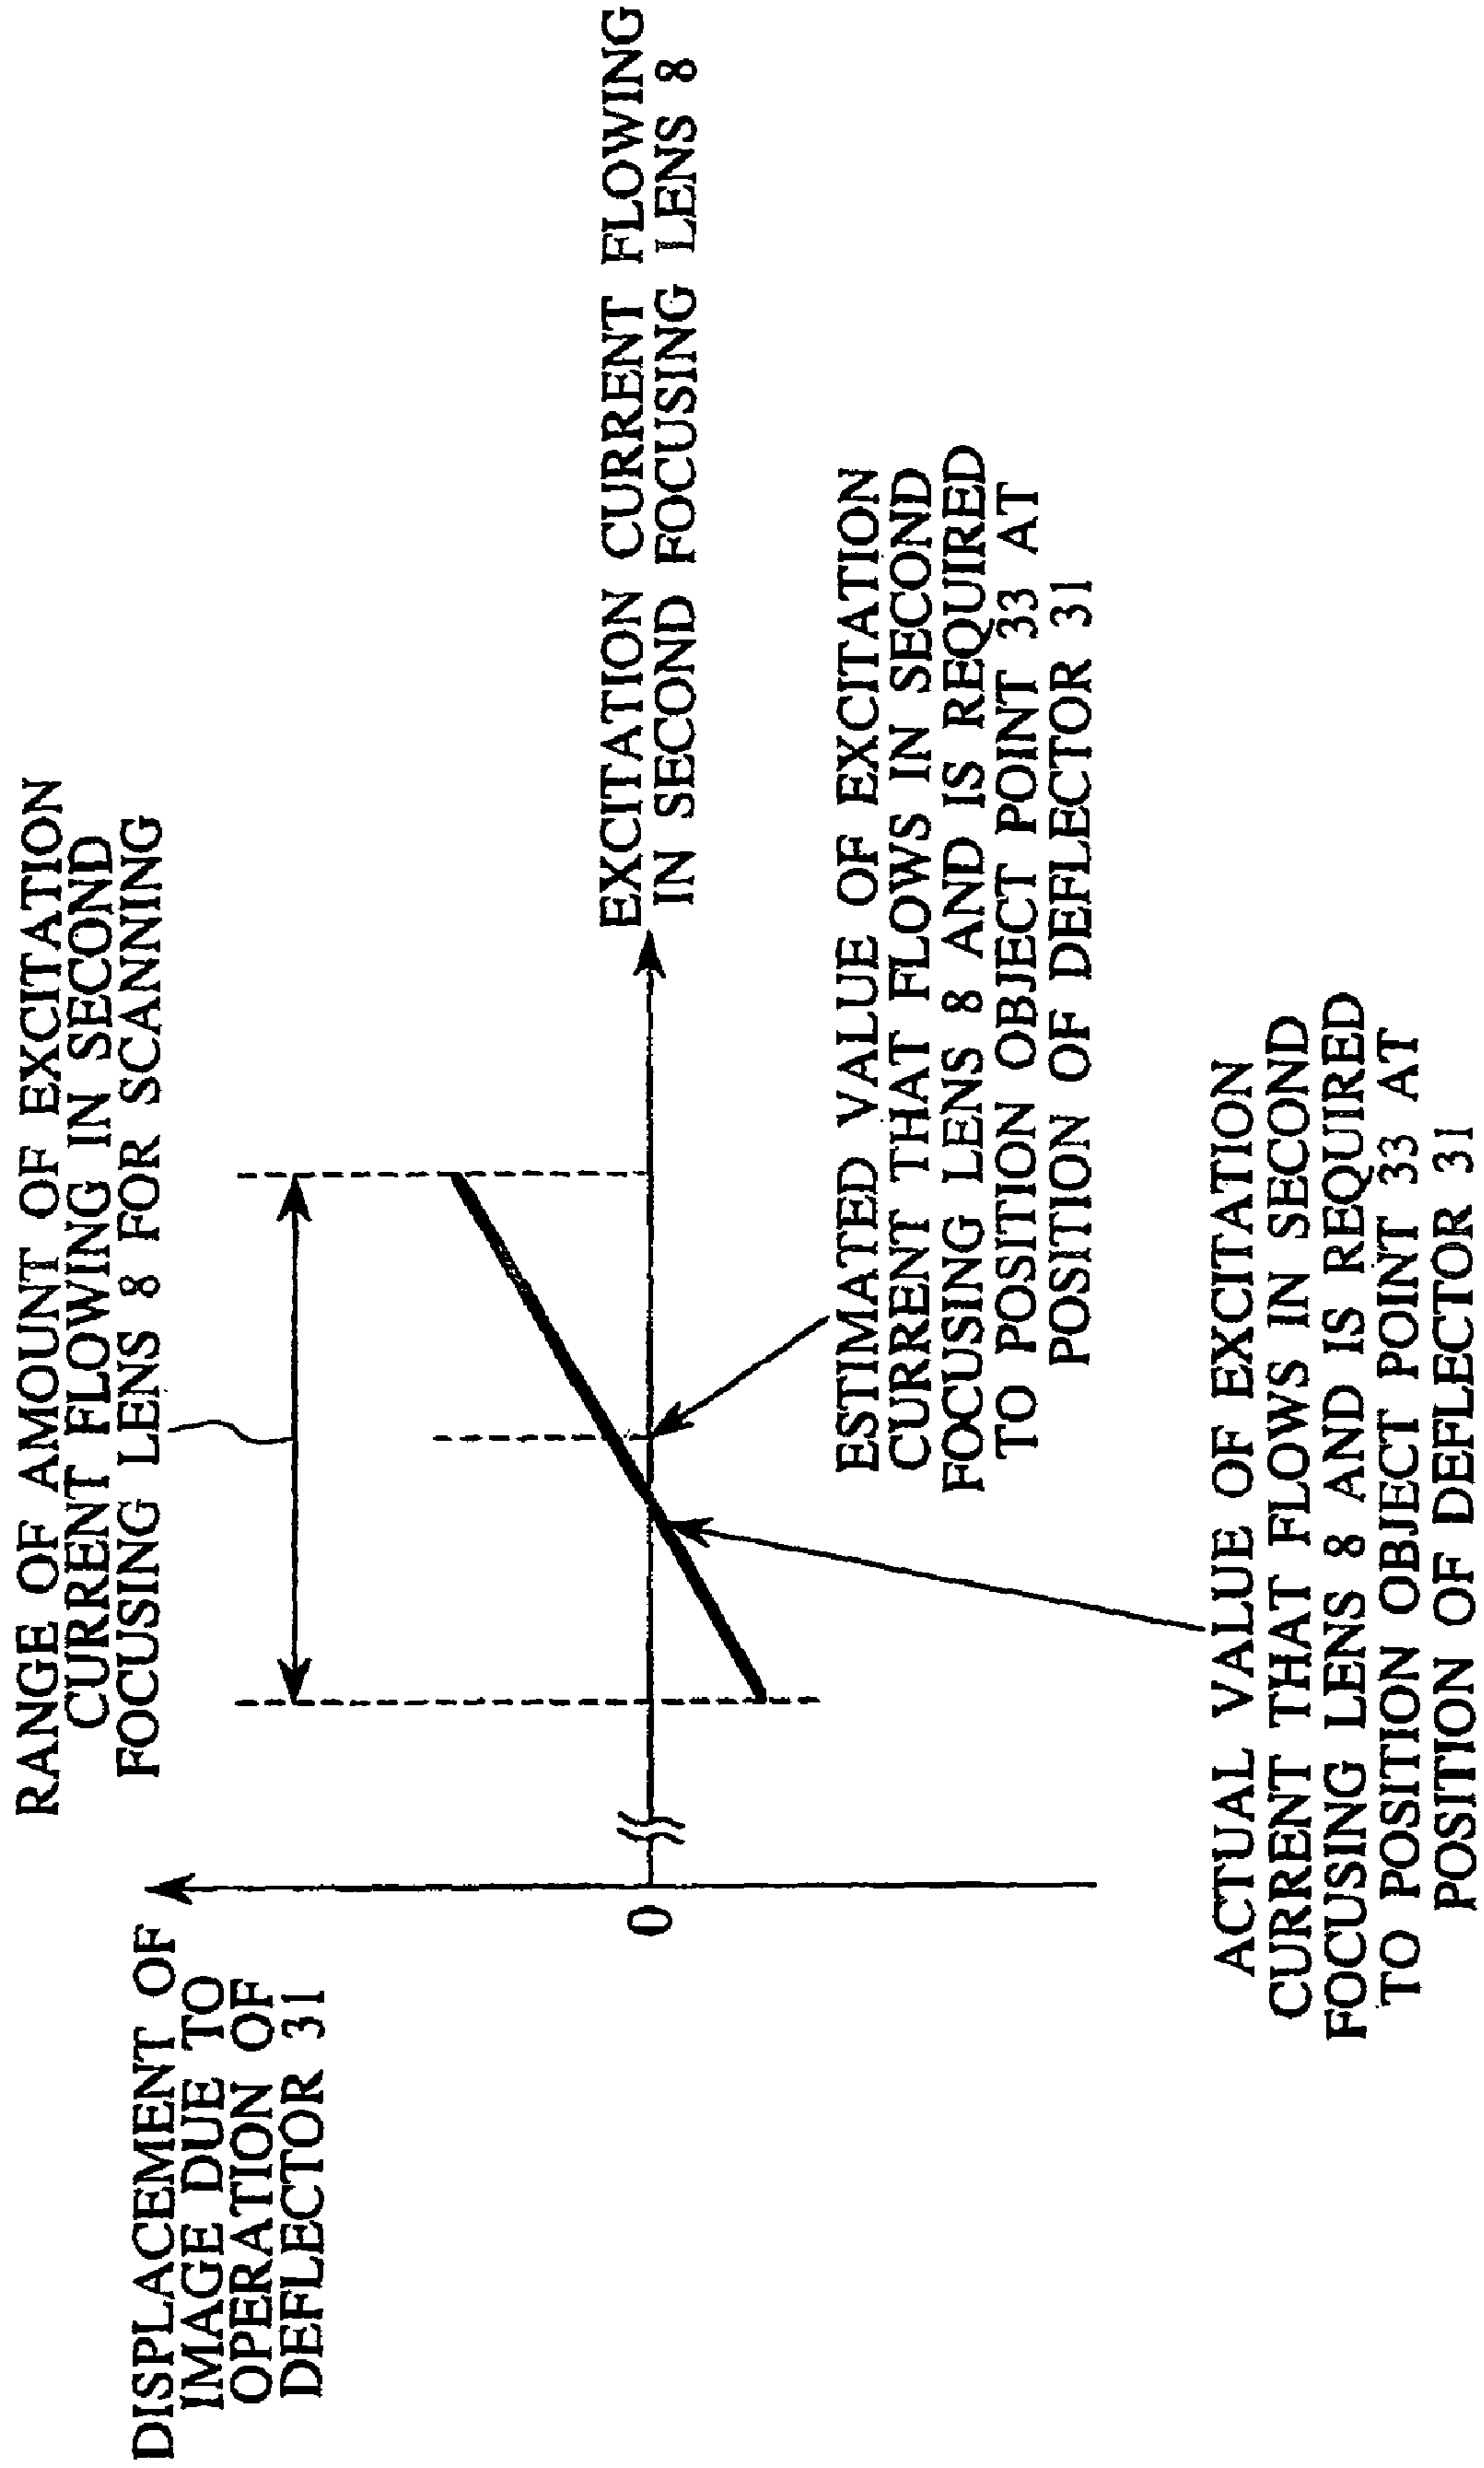 RANGE OF AMOUNT OF EXCITATION
CURRENT FLOWING IN SECOND
FOCUSING LENS 8 FOR SCANNING
DISPLACEMENT OF
IMAGE DUE TO
OPERATION OF
DEFLECTOR 31
0
EXCITATION CURRENT FLOWING
IN SECOND FOCUSING LENS 8
ESTIMATED VALUE OF EXCITATION
CURRENT THAT FLOWS IN SECOND
FOCUSING LENS 8 AND IS REQUIRED
TO POSITION OBJECT POINT 33 AT
POSITION OF DEFLECTOR 31
ACTUAL VALUE OF EXCITATION
CURRENT THAT FLOWS IN SECOND
FOCUSING LENS 8 AND IS REQUIRED
TO POSITION OBJECT POINT 33 AT
POSITION OF DEFLECTOR 31